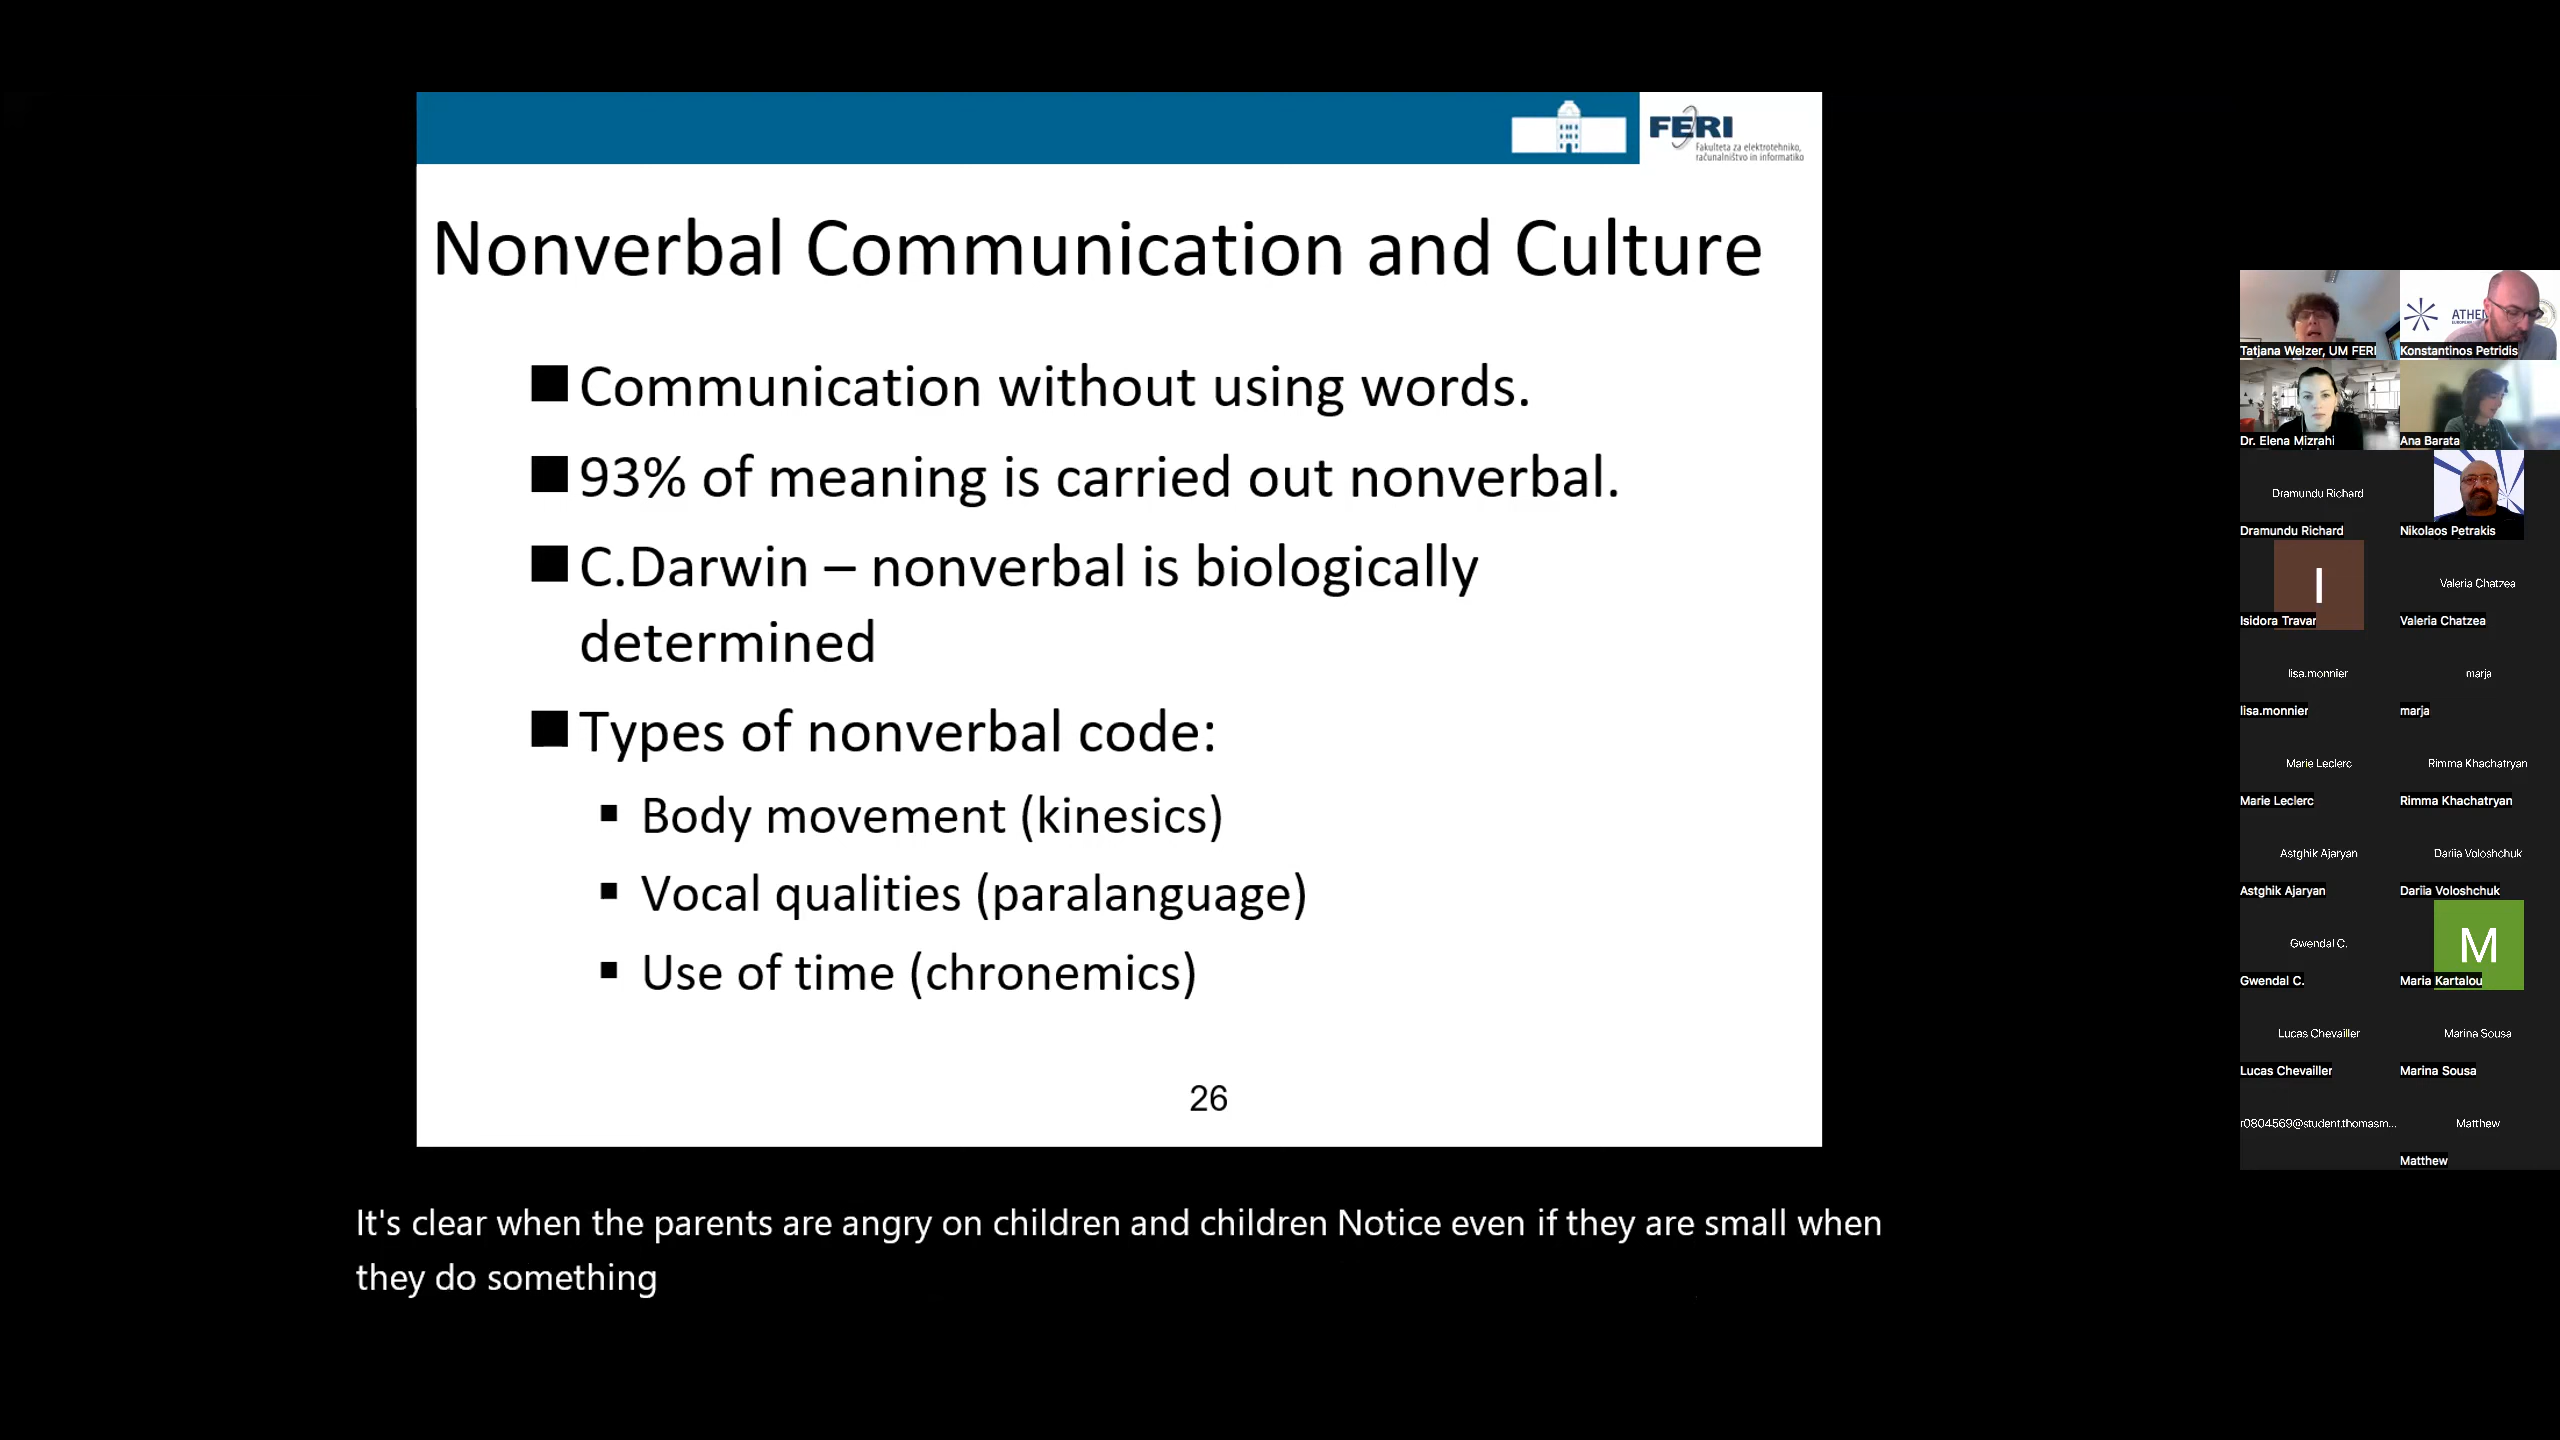 FERI
Fakulteta za elektrotehniko,
računalništvo in informatiko
Nonverbal Communication and Culture
Communication without using words.
93% of meaning is carried out nonverbal.
C.Darwin – nonverbal is biologically
determined
Types of nonverbal code:
Body movement (kinesics)
Vocal qualities (paralanguage)
Use of time (chronemics)
26
It's clear when the parents are angry on children and children Notice even if they are small when
they do something
Tatjana Welzer, UM FERI
Konstantinos Petridis
Dr. Elena Mizrahi
Ana Barata
Dramundu Richard
Dramundu Richard
Nikolaos Petrakis
I
Isidora Travar
Valeria Chatzea
Valeria Chatzea
lisa.monnier
lisa.monnier
marja
marja
Marie Leclerc
Marie Leclerc
Rimma Khachatryan
Rimma Khachatryan
Astghik Ajaryan
Astghik Ajaryan
Dariia Voloshchuk
Dariia Voloshchuk
Gwendal C.
Gwendal C.
M
Maria Kartalou
Lucas Chevailler
Lucas Chevailler
Marina Sousa
Marina Sousa
r0804569@student.thomasm...
Matthew
Matthew